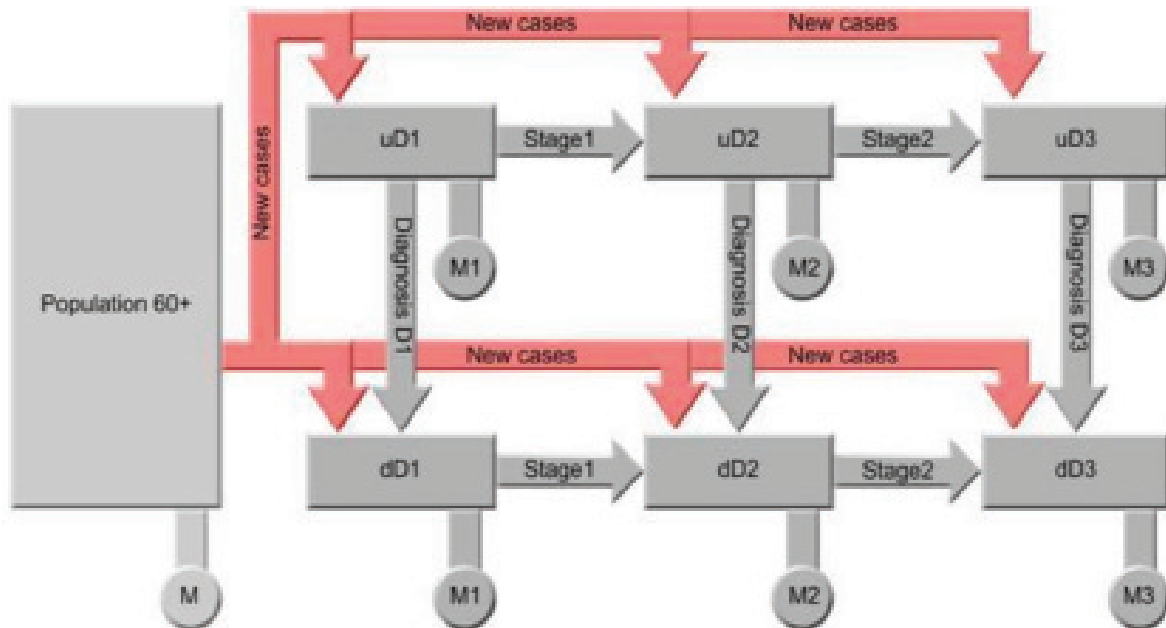 New cases
New cases
New cases
uD1
Stage1
uD2
Stage2
uD3
Diagnosis D1
M1
Diagnosis D2
M2
Diagnosis D3
M3
Population 60+
New cases
New cases
dD1
Stage1
dD2
Stage2
dD3
M
M1
M2
M3